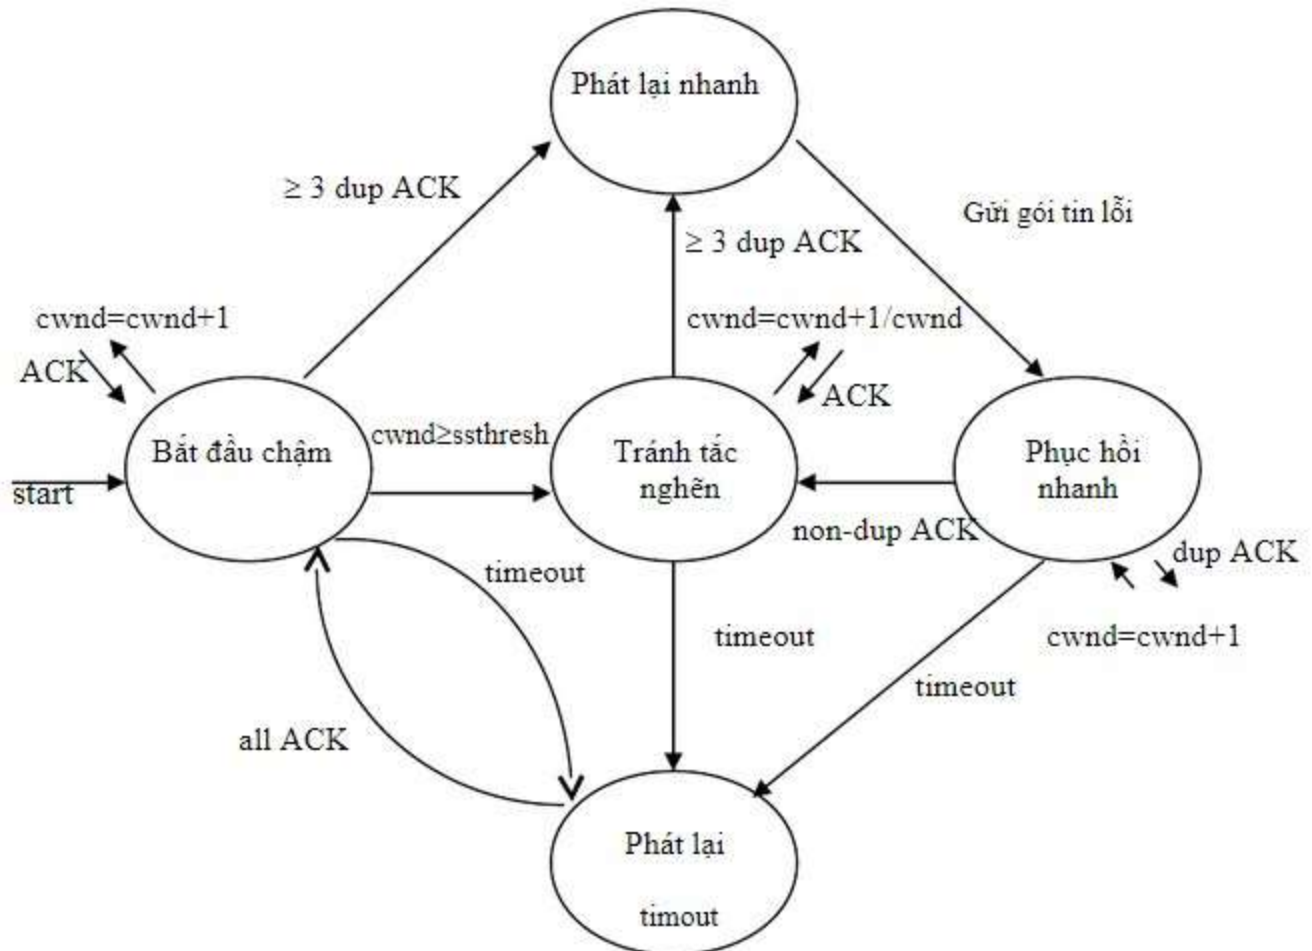 Phát lại nhanh
≥ 3 dup ACK
Gửi gói tin lỗi
≥ 3 dup ACK
cwnd=cwnd+1
cwnd=cwnd+1/cwnd
ACK
ACK
Bắt đầu chậm
cwnd≥ssthresh
Tránh tắc
nghẽn
Phục hồi
nhanh
start
non-dup ACK
dup ACK
timeout
timeout
cwnd=cwnd+1
timeout
all ACK
Phát lại
timout